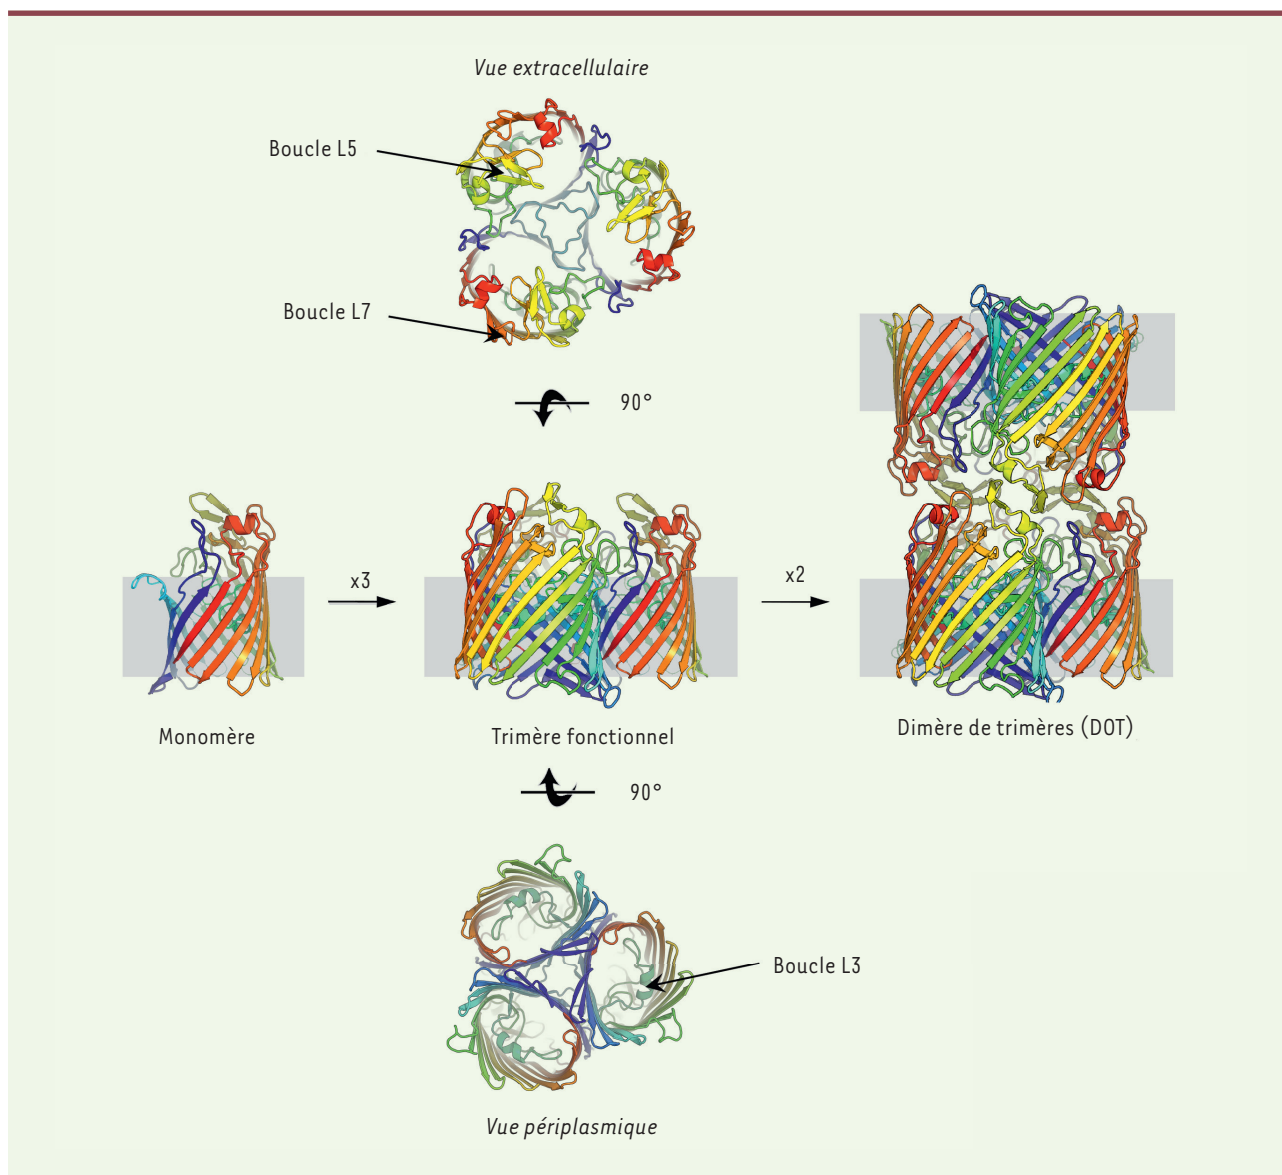 Vue extracellulaire
Boucle L5
Boucle L7
90°
x3
x2
Monomère
Trimère fonctionnel
Dimère de trimères (DOT)
90°
Boucle L3
Vue périplasmique